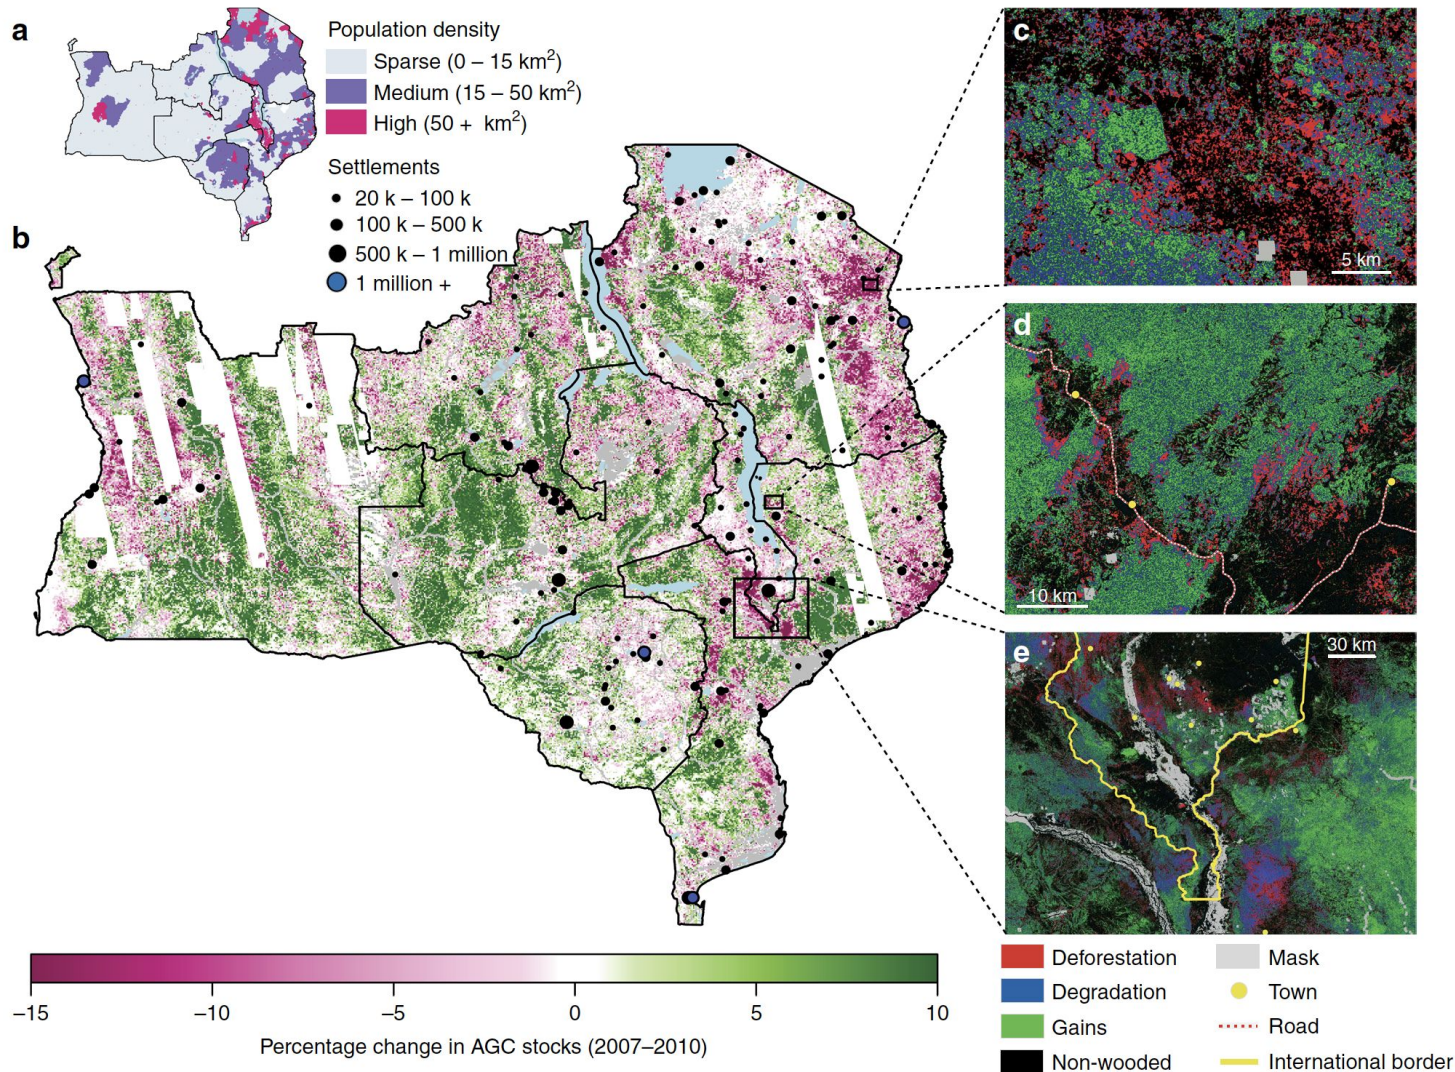 a
Population density
Sparse (0 – 15 km²)
Medium (15 – 50 km²)
High (50 + km²)
Settlements
20 k – 100 k
100 k – 500 k
500 k – 1 million
1 million +
b
c
5 km
d
10 km
e
30 km
–15
–10
–5
0
5
10
Percentage change in AGC stocks (2007–2010)
Deforestation
Degradation
Gains
Non-wooded
Mask
Town
Road
International border